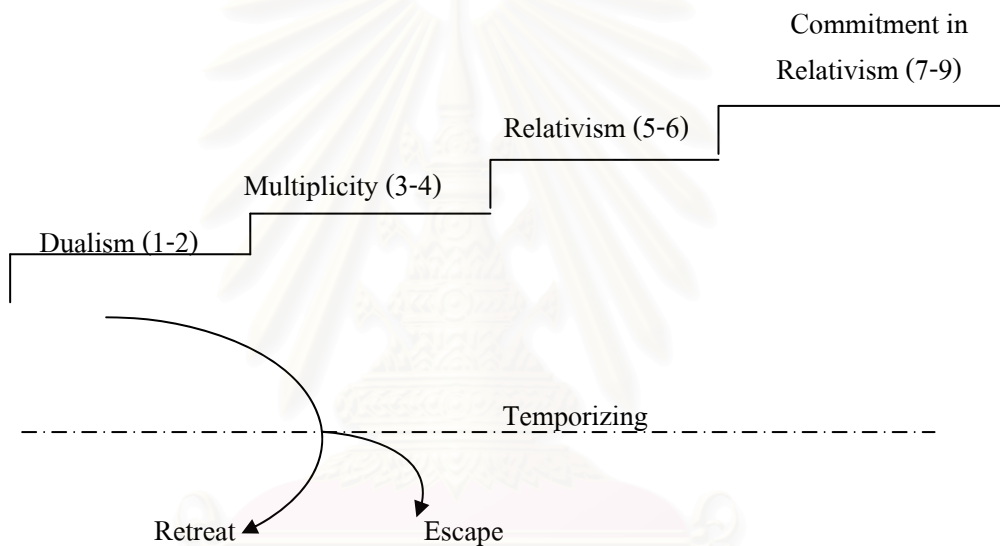 Commitment in
Relativism (7-9)
Relativism (5-6)
Multiplicity (3-4)
Dualism (1-2)
Temporizing
Retreat
Escape